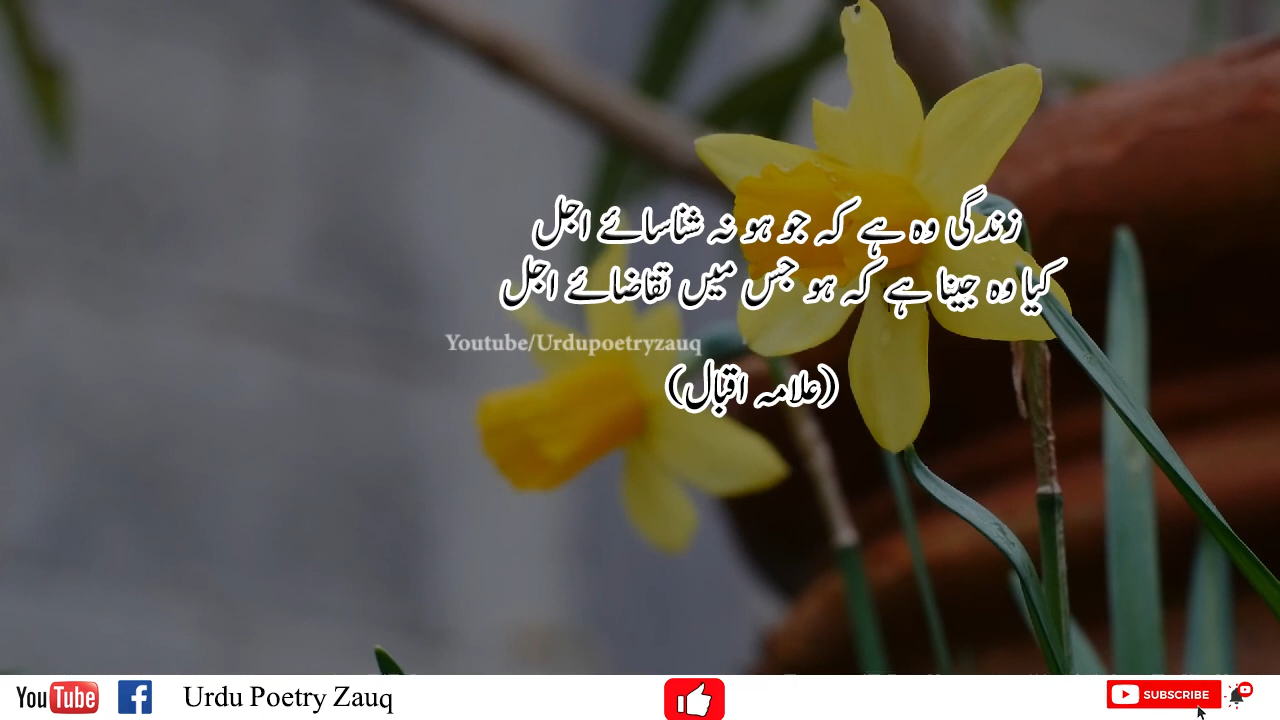 زندگی وہ ہے کہ جو ہو نہ شناسائے اجل
کیا وہ جینا ہے کہ ہو جس میں تقاضائے اجل
Youtube/Urdupoetryzauq
(علامہ اقبال)
YouTube
f
Urdu Poetry Zauq
SUBSCRIBE